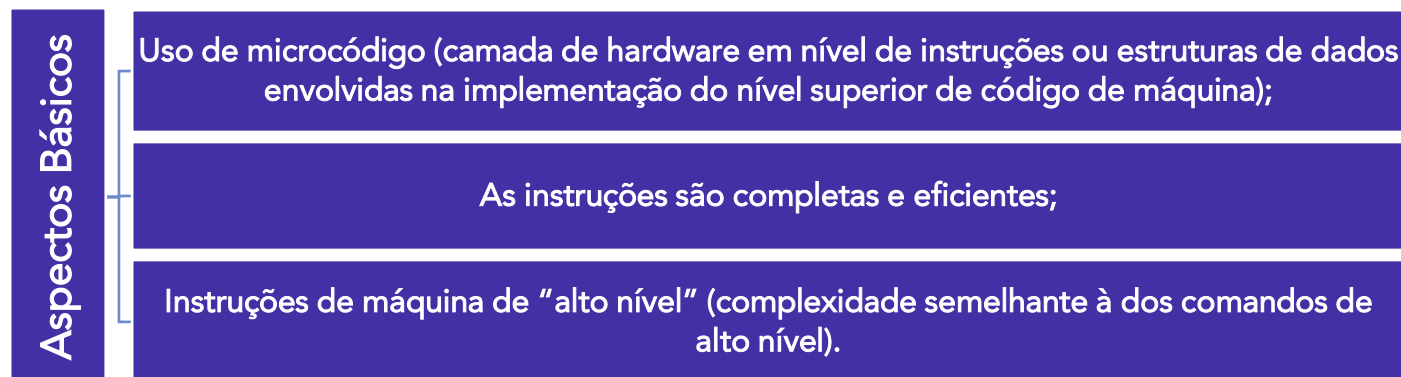 Aspectos Básicos
Uso de microcódigo (camada de hardware em nível de instruções ou estruturas de dados
envolvidas na implementação do nível superior de código de máquina);
As instruções são completas e eficientes;
Instruções de máquina de “alto nível” (complexidade semelhante à dos comandos de
alto nível).